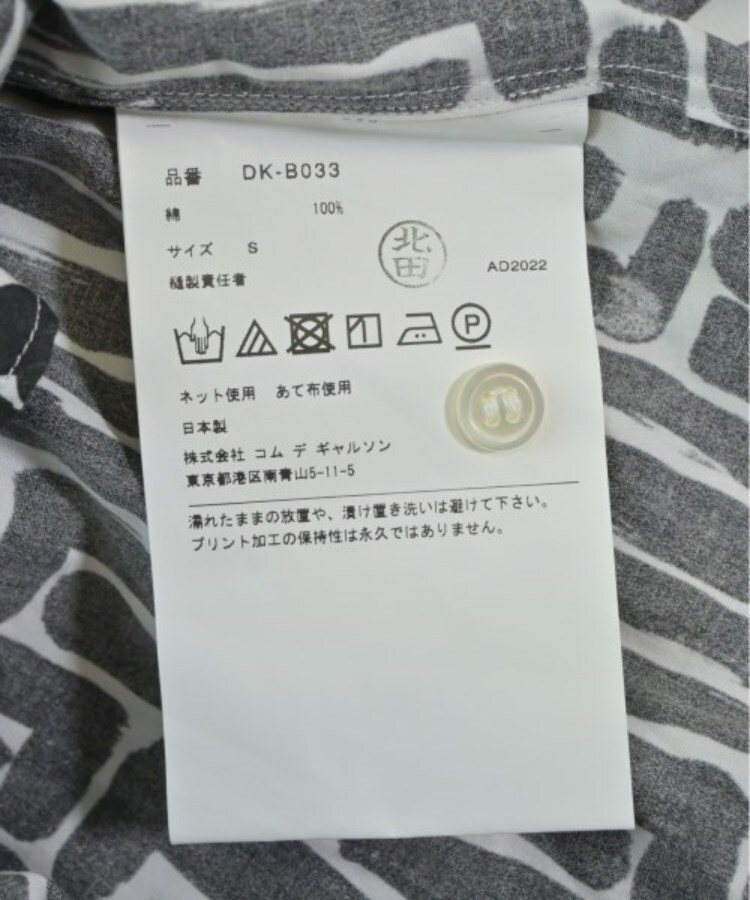 品番 DK-B033
綿 100%
サイズ S
北田
縫製責任者
AD2022
P
ネット使用 あて布使用
日本製
株式会社 コム デ ギャルソン
東京都港区南青山5-11-5
濡れたままの放置や、漬け置き洗いは避けて下さい。
プリント加工の保持性は永久ではありません。